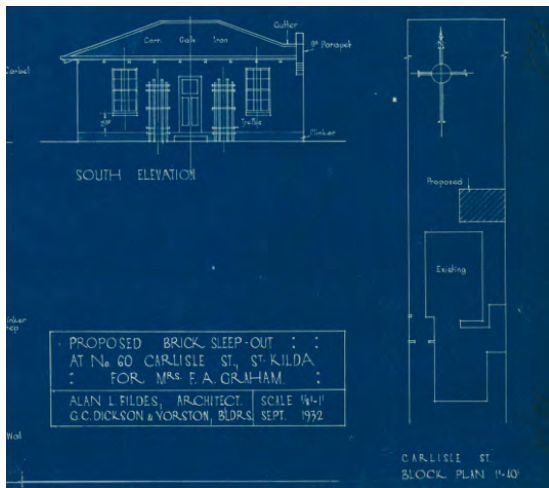 Gutter
Corr. Galv. Iron
9" Parapet
Corbel
Trellis
Clinker
SOUTH ELEVATION
Proposed
Existing
PROPOSED BRICK SLEEP-OUT : :
AT No. 60 CARLISLE ST., ST. KILDA
: FOR MRS. E. A. GRAHAM. :
ALAN L. FILDES, ARCHITECT.
SCALE 1/8"-1'
G.C. DICKSON & YORSTON, BLDRS.
SEPT. 1932
Wall
CARLISLE ST.
BLOCK PLAN 1"-40'